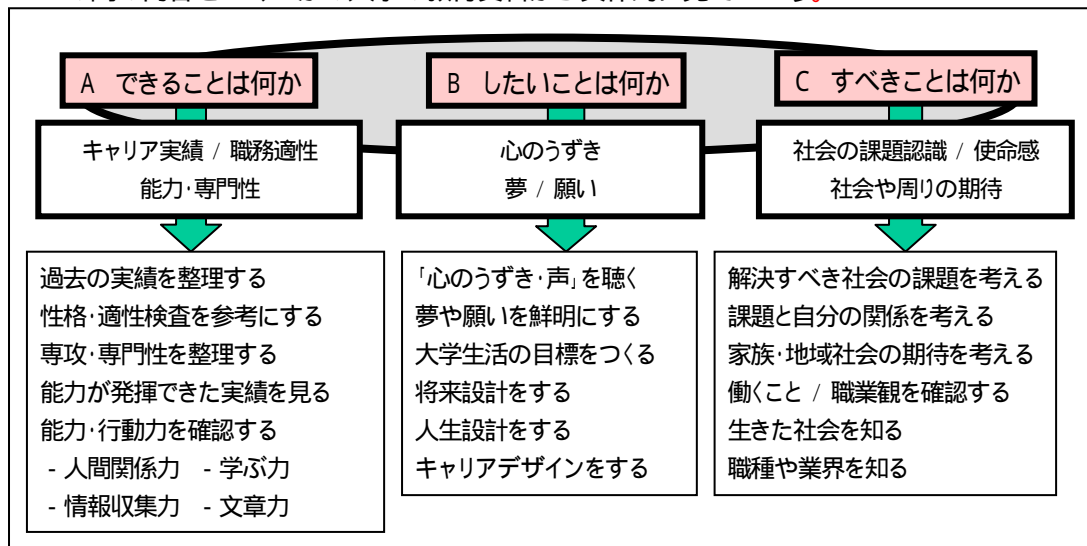 A できることは何か
B したいことは何か
C すべきことは何か
キャリア実績 / 職務適性
能力･専門性
心のうずき
夢 / 願い
社会の課題認識 / 使命感
社会や周りの期待
過去の実績を整理する
性格･適性検査を参考にする
専攻･専門性を整理する
能力が発揮できた実績を見る
能力･行動力を確認する
- 人間関係力 - 学ぶ力
- 情報収集力 - 文章力
｢心のうずき･声｣を聴く
夢や願いを鮮明にする
大学生活の目標をつくる
将来設計をする
人生設計をする
キャリアデザインをする
解決すべき社会の課題を考える
課題と自分の関係を考える
家族･地域社会の期待を考える
働くこと / 職業観を確認する
生きた社会を知る
職種や業界を知る